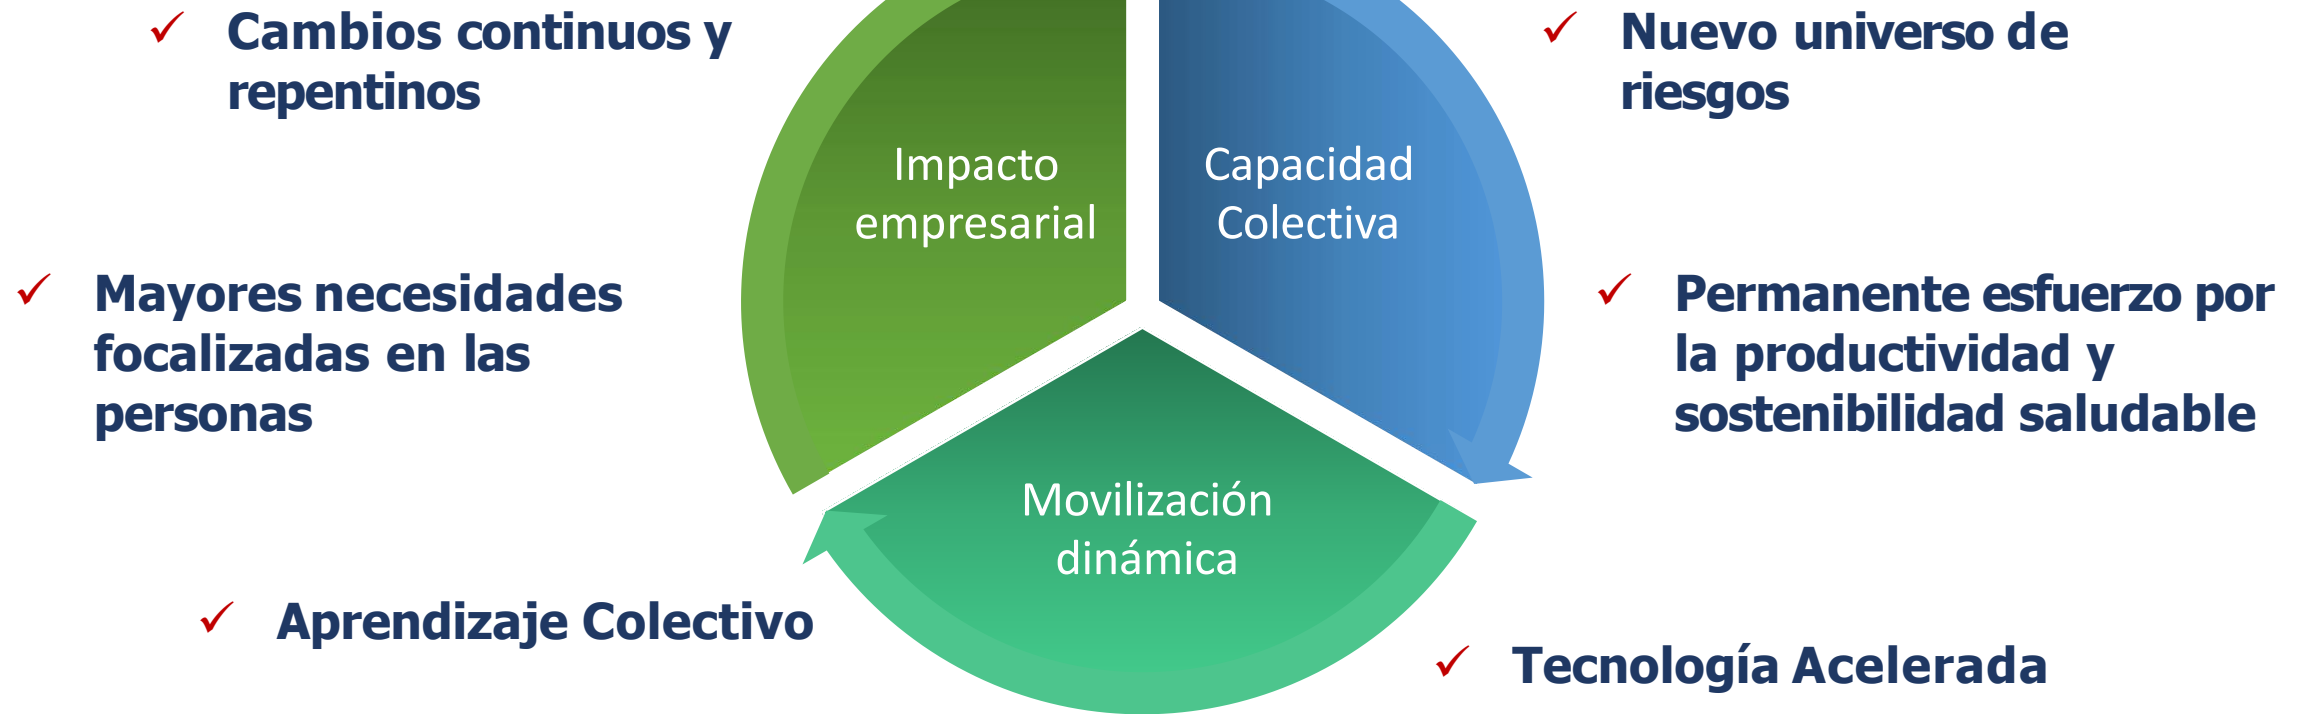 Cambios continuos y
repentinos
Mayores necesidades
focalizadas en las
personas
Aprendizaje Colectivo
Impacto
empresarial
Capacidad
Colectiva
Movilización
dinámica
Nuevo universo de
riesgos
Permanente esfuerzo por
la productividad y
sostenibilidad saludable
Tecnología Acelerada